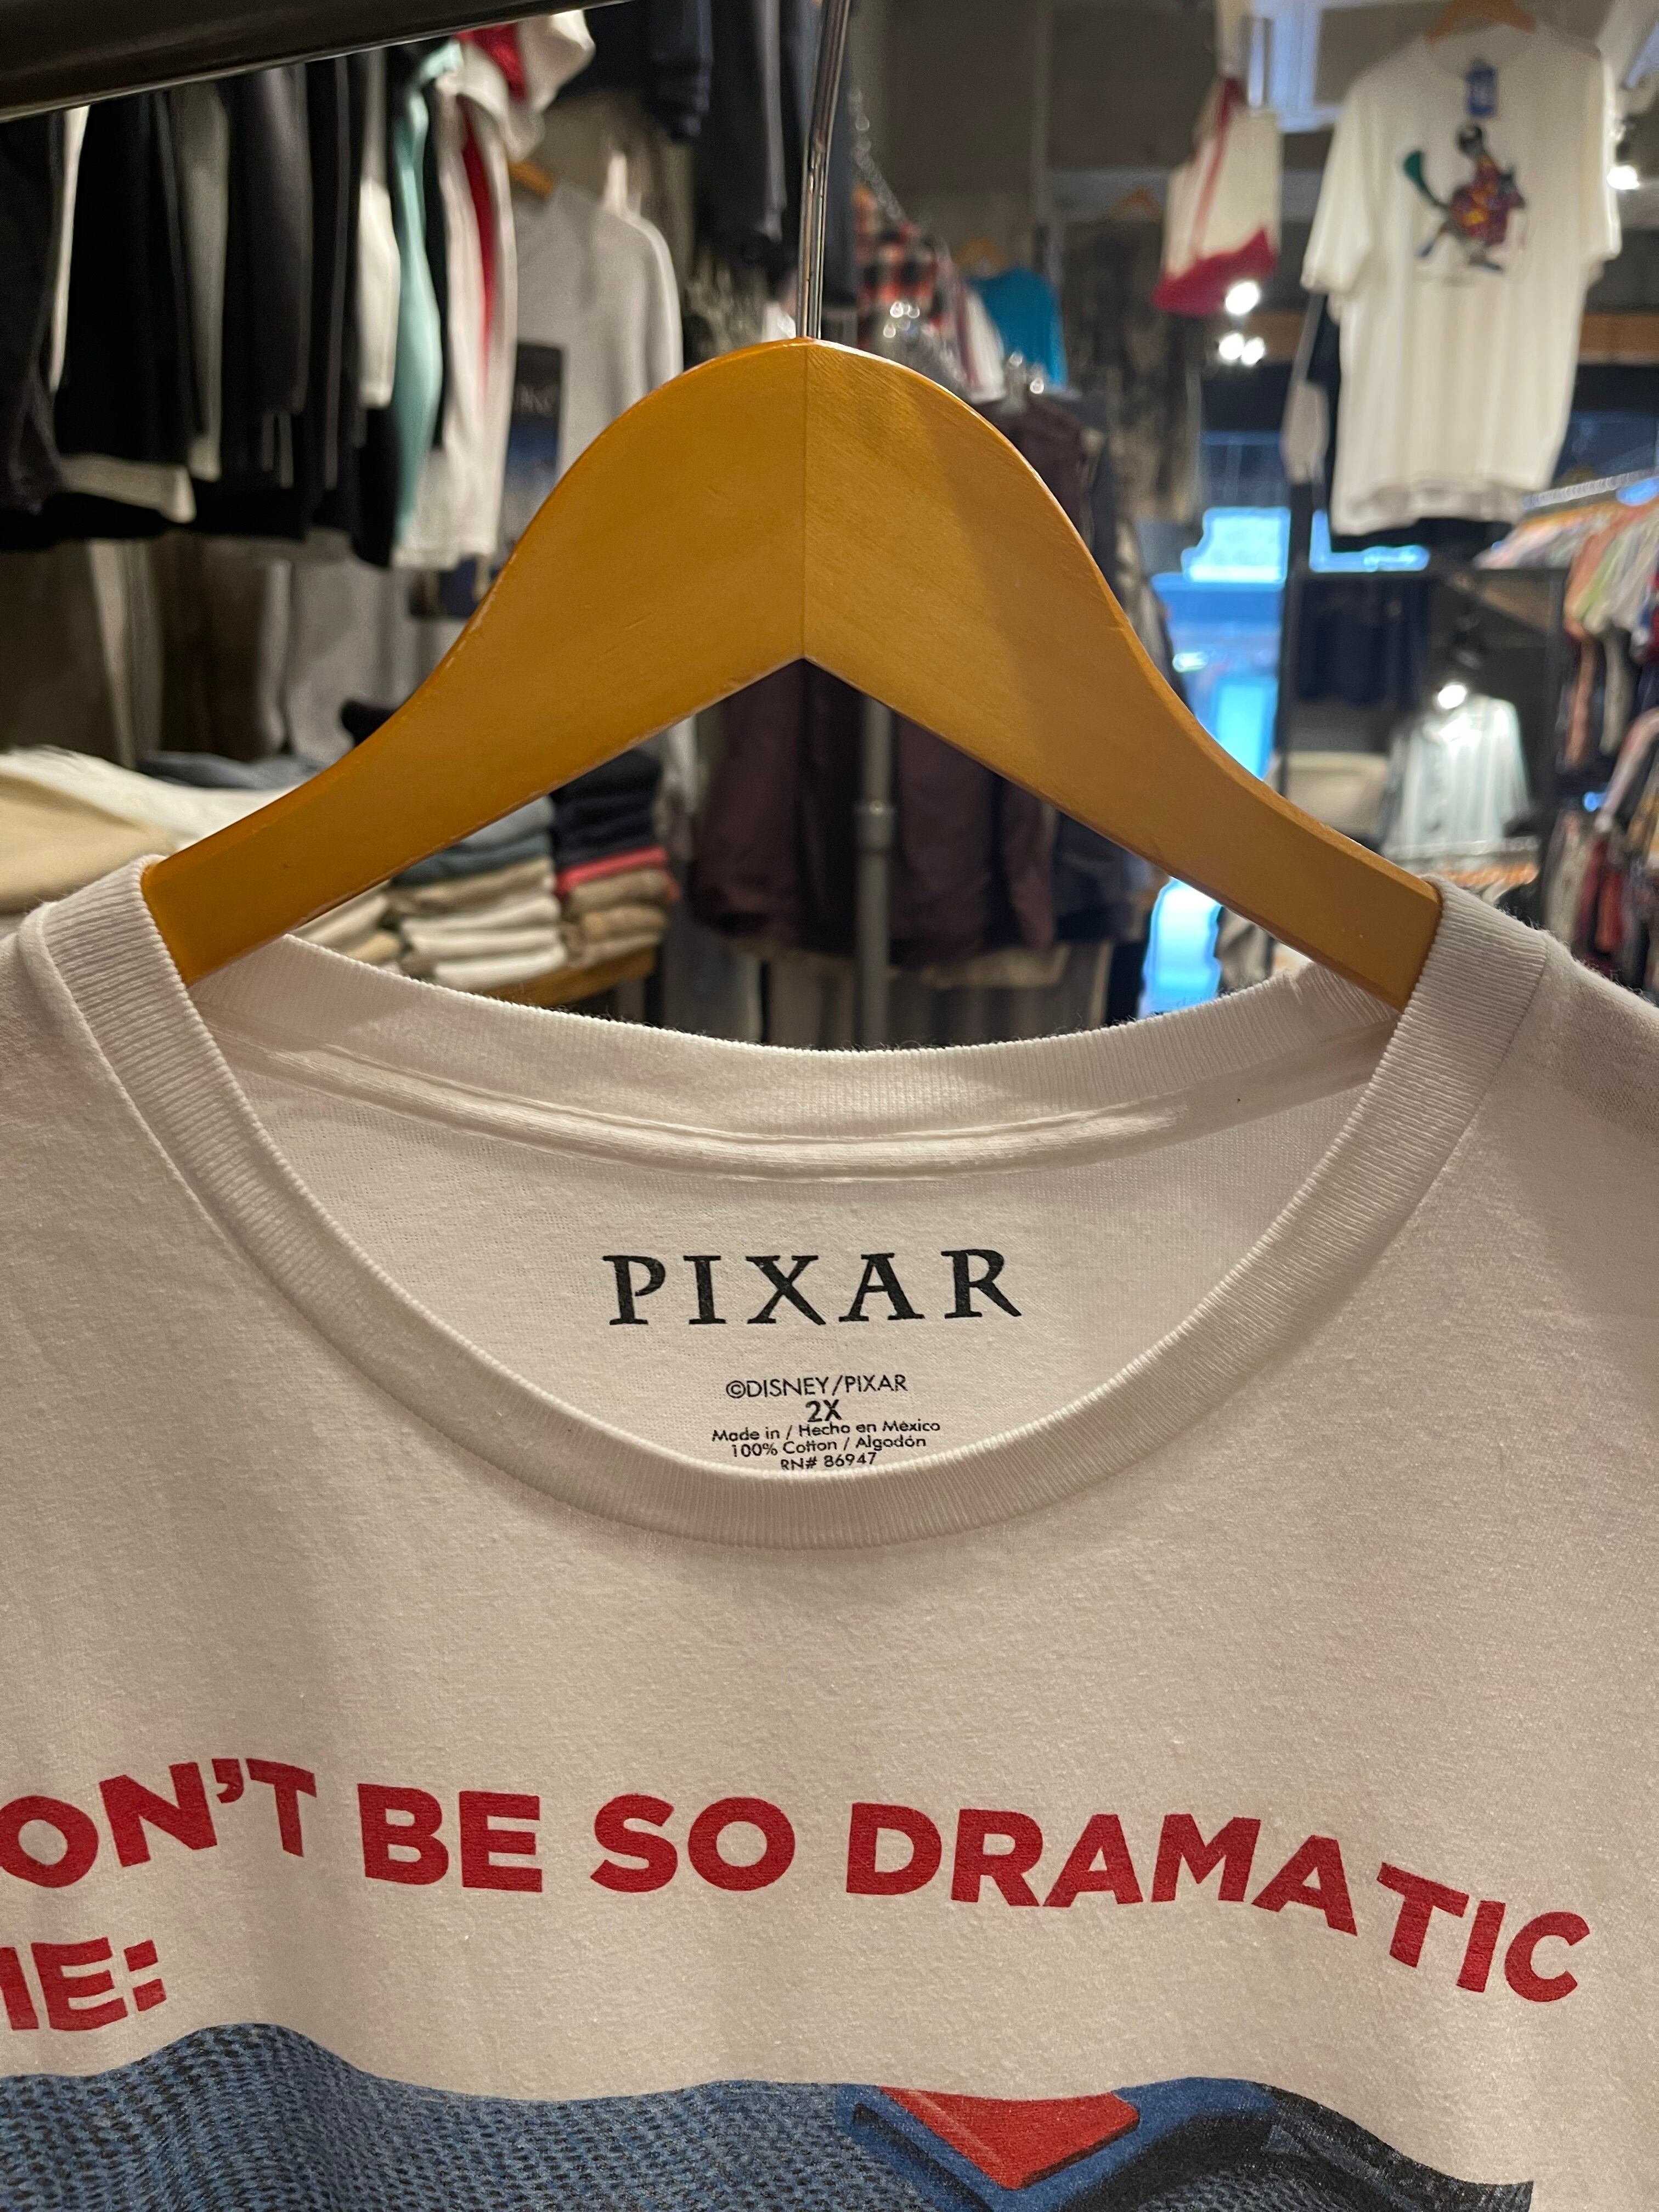 PIXAR
©DISNEY/PIXAR
2X
Made in / Hecho en México
100% Cotton / Algodón
RN# 86947
ON'T BE SO DRAMATIC
IE: